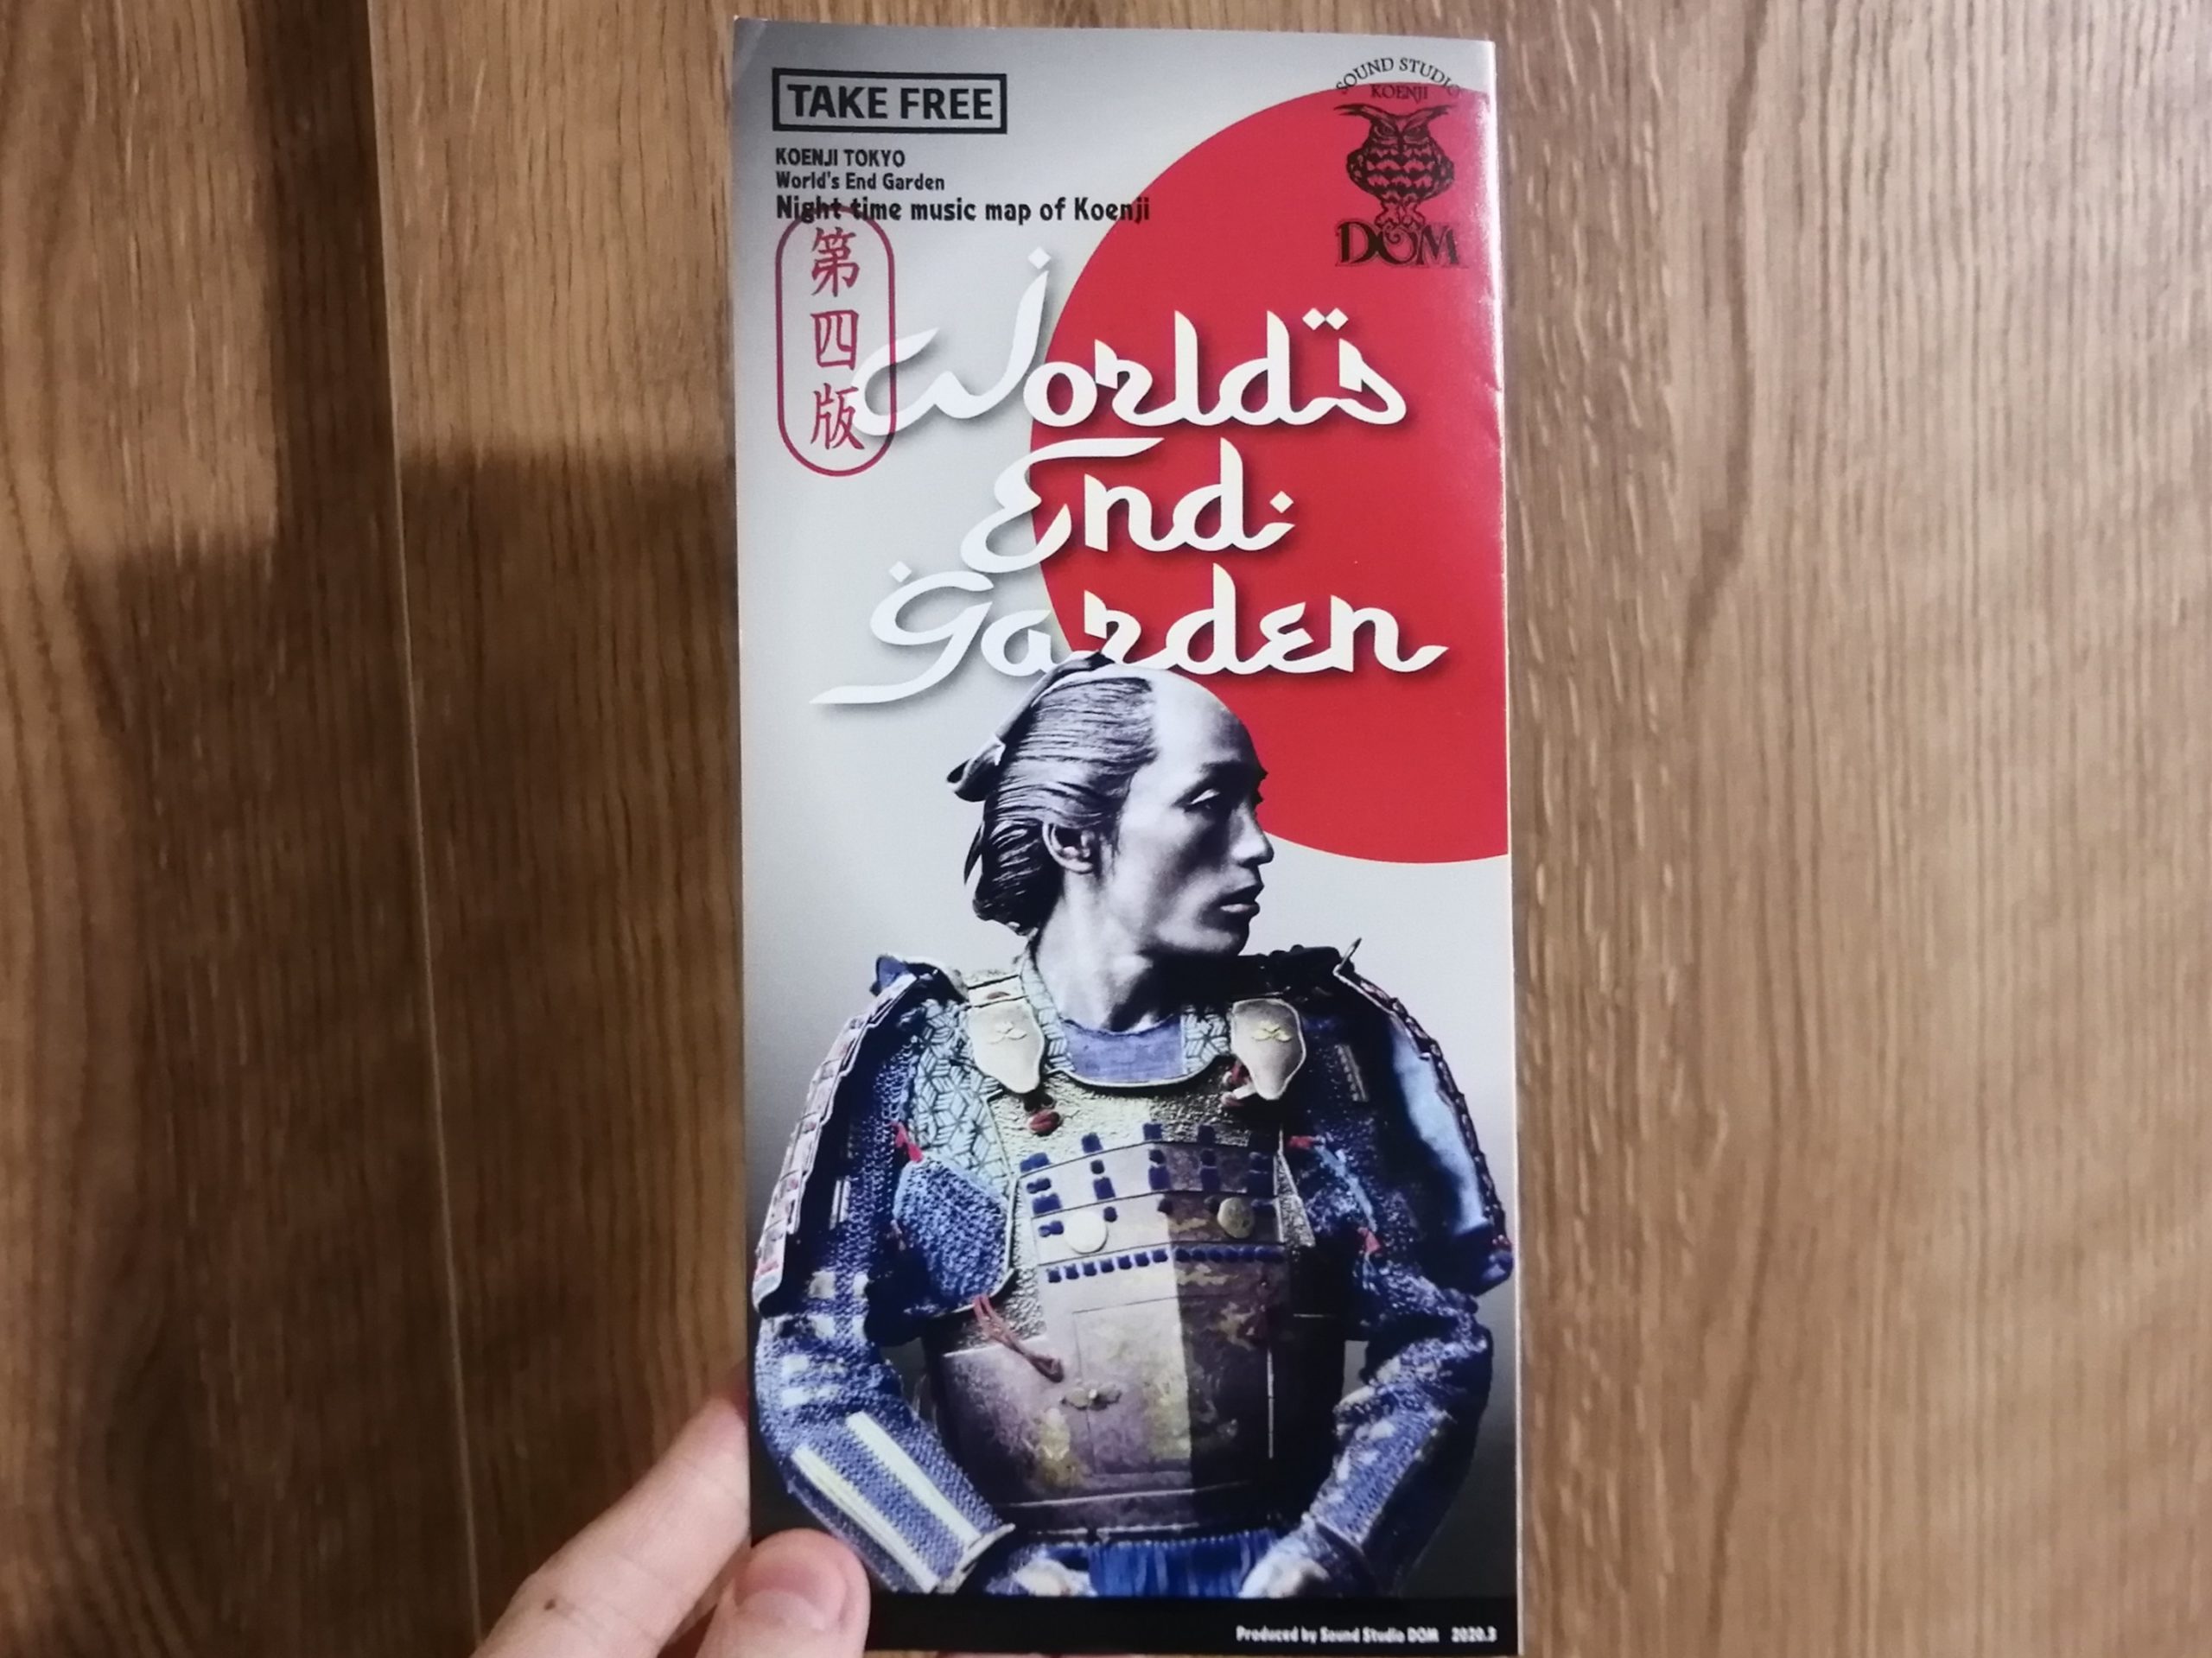 TAKE FREE
SOUND STUDIO
KOENJI
DOM
KOENJI TOKYO
World's End Garden
Night time music map of Koenji
第四版
World's
End
Garden
Produced by Sound Studio DOM 2020.3